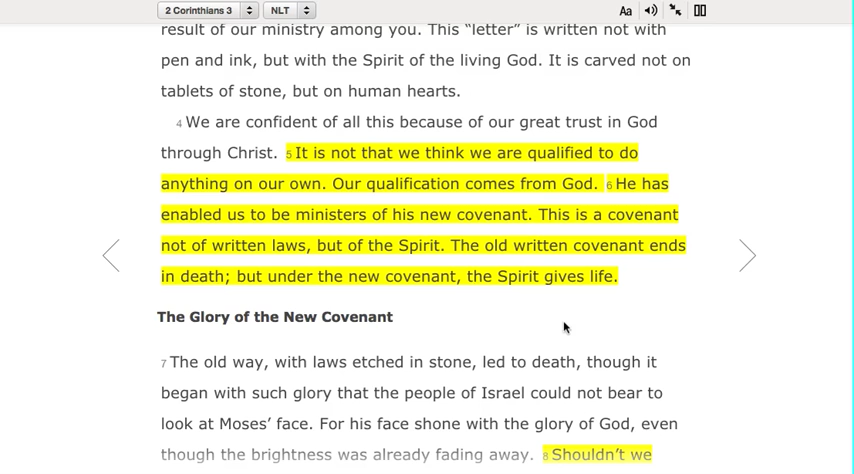 2 Corinthians 3 NLT Aa
result of our ministry among you. This “letter” is written not with
pen and ink, but with the Spirit of the living God. It is carved not on
tablets of stone, but on human hearts.
4 We are confident of all this because of our great trust in God
through Christ. 5 It is not that we think we are qualified to do
anything on our own. Our qualification comes from God. 6 He has
enabled us to be ministers of his new covenant. This is a covenant
not of written laws, but of the Spirit. The old written covenant ends
in death; but under the new covenant, the Spirit gives life.
The Glory of the New Covenant
7 The old way, with laws etched in stone, led to death, though it
began with such glory that the people of Israel could not bear to
look at Moses’ face. For his face shone with the glory of God, even
though the brightness was already fading away. 8 Shouldn’t we